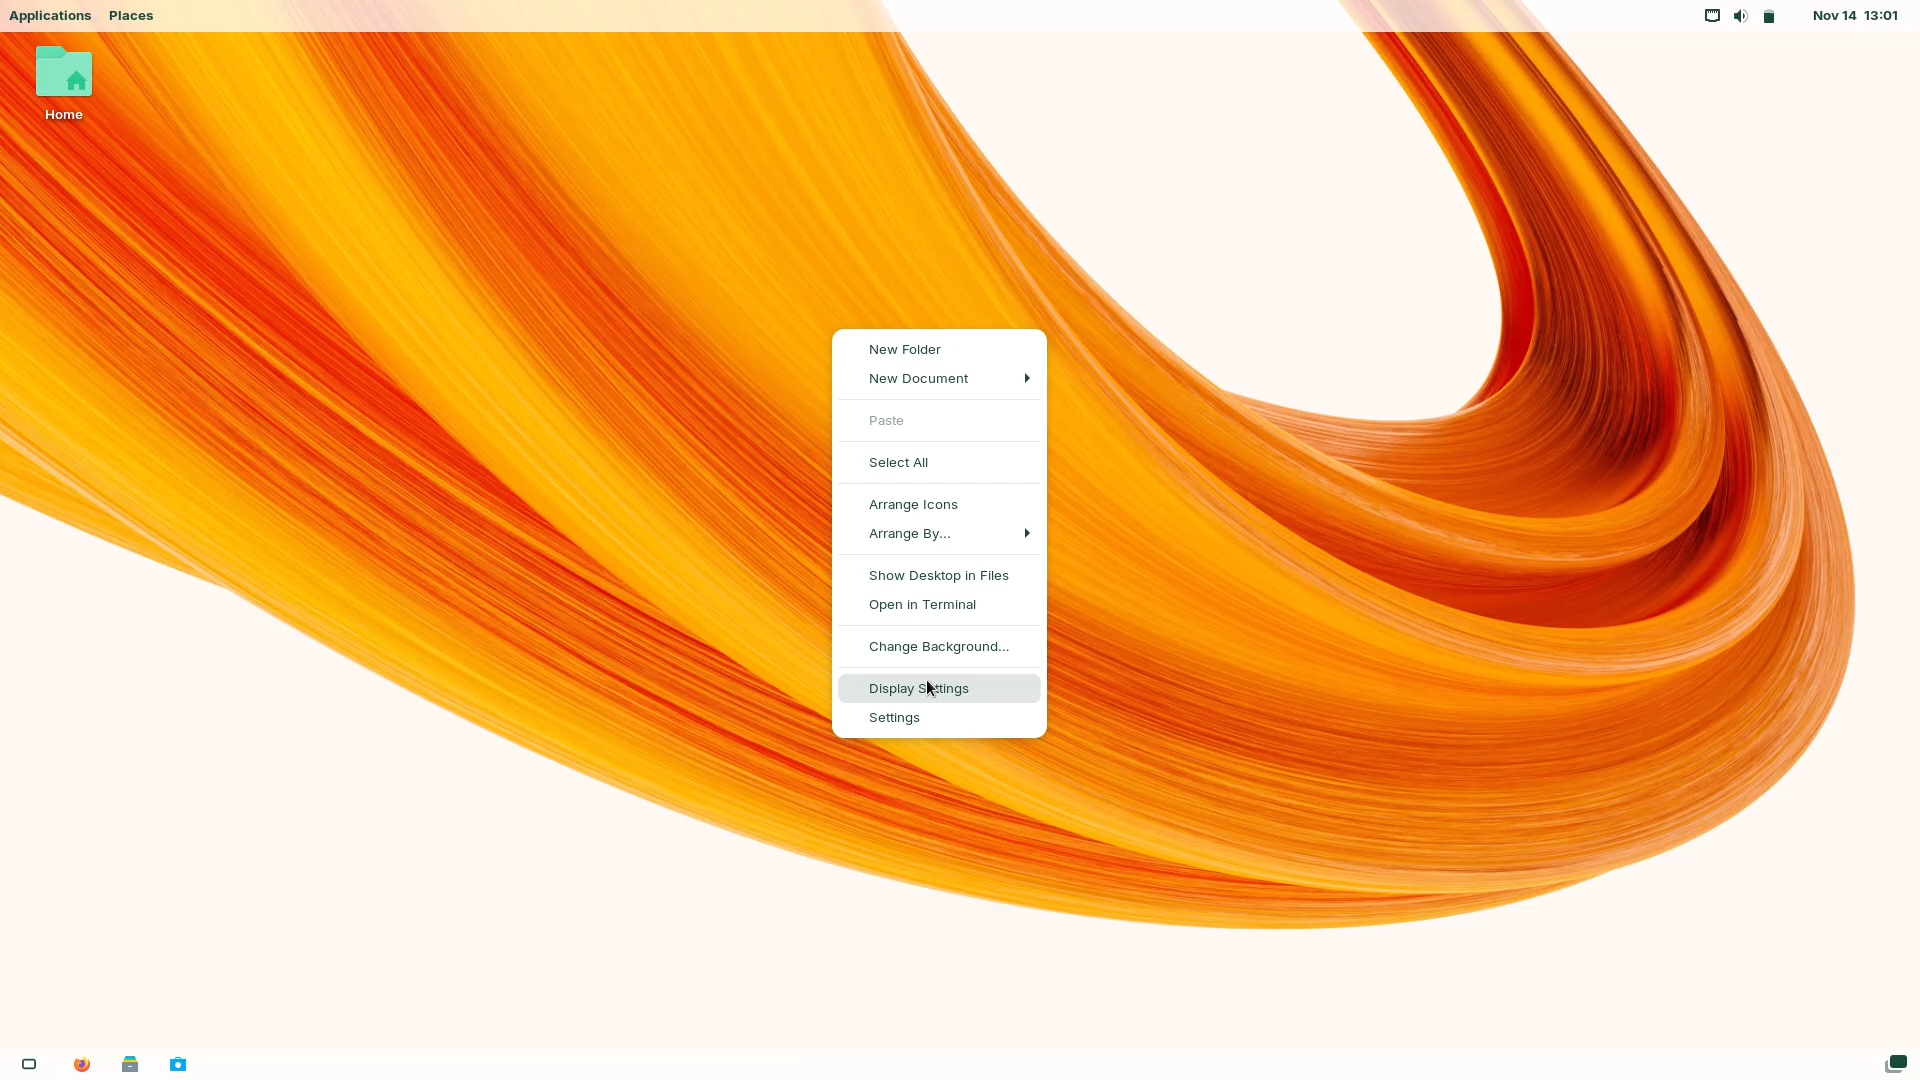 Applications Places
Nov 14 13:01
Home
New Folder
New Document
Paste
Select All
Arrange Icons
Arrange By...
Show Desktop in Files
Open in Terminal
Change Background...
Display Settings
Settings